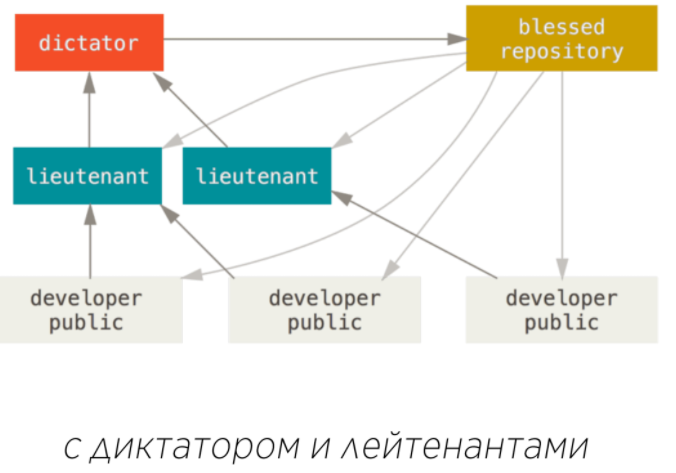 dictator
blessed
repository
lieutenant
lieutenant
developer
public
developer
public
developer
public
с диктатором и лейтенантами